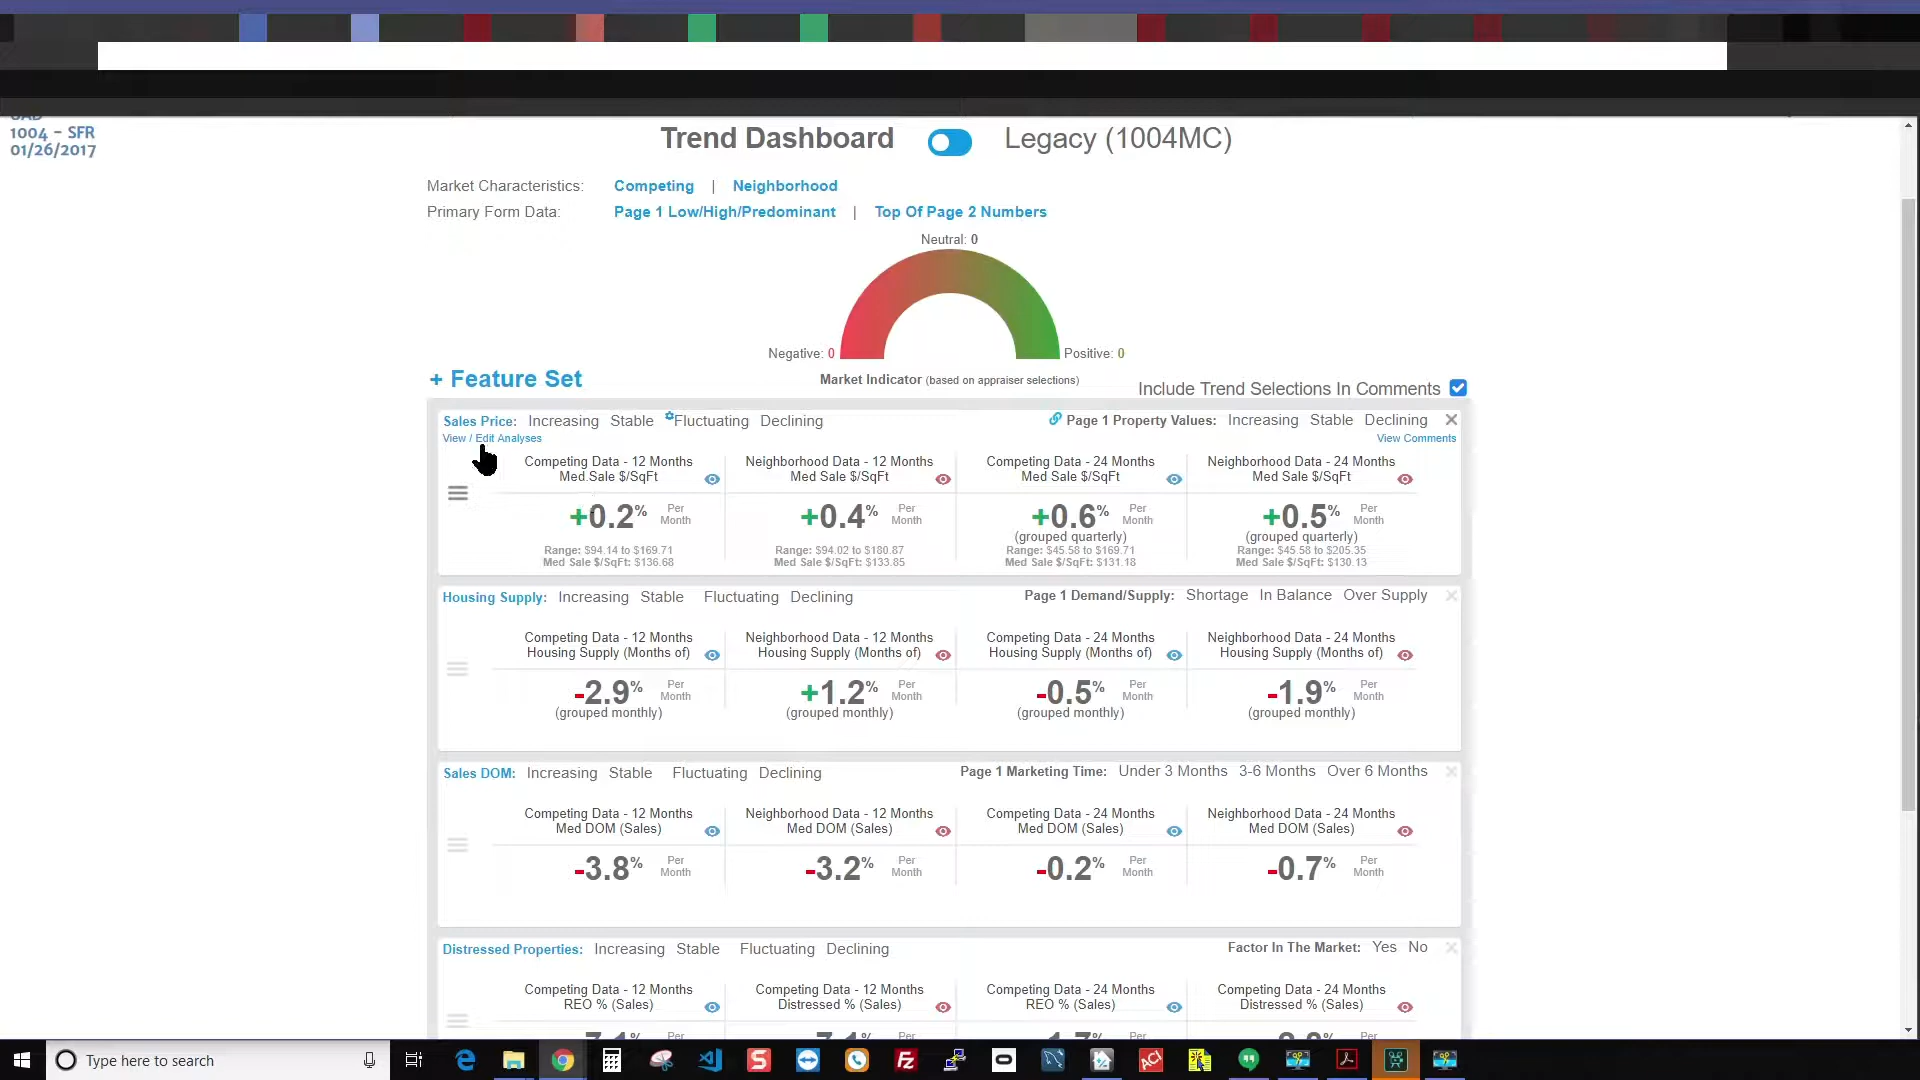 1004 - SFR
01/26/2017
Trend Dashboard Legacy (1004MC)
Market Characteristics: Competing | Neighborhood
Primary Form Data: Page 1 Low/High/Predominant | Top Of Page 2 Numbers
Neutral: 0
Negative: 0 Positive: 0
+ Feature Set
Market Indicator (based on appraiser selections)
Include Trend Selections In Comments
Sales Price: Increasing Stable Fluctuating Declining Page 1 Property Values: Increasing Stable Declining
View / Edit Analyses View Comments
Competing Data - 12 Months Neighborhood Data - 12 Months Competing Data - 24 Months Neighborhood Data - 24 Months
Med Sale $/SqFt Med Sale $/SqFt Med Sale $/SqFt Med Sale $/SqFt
+0.2% Per Month +0.4% Per Month +0.6% Per Month +0.5% Per Month
(grouped quarterly) (grouped quarterly)
Range: $94.14 to $169.71 Range: $94.02 to $180.87 Range: $45.58 to $169.71 Range: $45.58 to $205.35
Med Sale $/SqFt: $136.68 Med Sale $/SqFt: $133.85 Med Sale $/SqFt: $131.18 Med Sale $/SqFt: $130.13
Housing Supply: Increasing Stable Fluctuating Declining Page 1 Demand/Supply: Shortage In Balance Over Supply
Competing Data - 12 Months Neighborhood Data - 12 Months Competing Data - 24 Months Neighborhood Data - 24 Months
Housing Supply (Months of) Housing Supply (Months of) Housing Supply (Months of) Housing Supply (Months of)
-2.9% Per Month +1.2% Per Month -0.5% Per Month -1.9% Per Month
(grouped monthly) (grouped monthly) (grouped monthly) (grouped monthly)
Sales DOM: Increasing Stable Fluctuating Declining Page 1 Marketing Time: Under 3 Months 3-6 Months Over 6 Months
Competing Data - 12 Months Neighborhood Data - 12 Months Competing Data - 24 Months Neighborhood Data - 24 Months
Med DOM (Sales) Med DOM (Sales) Med DOM (Sales) Med DOM (Sales)
-3.8% Per Month -3.2% Per Month -0.2% Per Month -0.7% Per Month
Distressed Properties: Increasing Stable Fluctuating Declining Factor In The Market: Yes No
Competing Data - 12 Months Competing Data - 12 Months Competing Data - 24 Months Competing Data - 24 Months
REO % (Sales) Distressed % (Sales) REO % (Sales) Distressed % (Sales)
Per Per Per Per
Type here to search